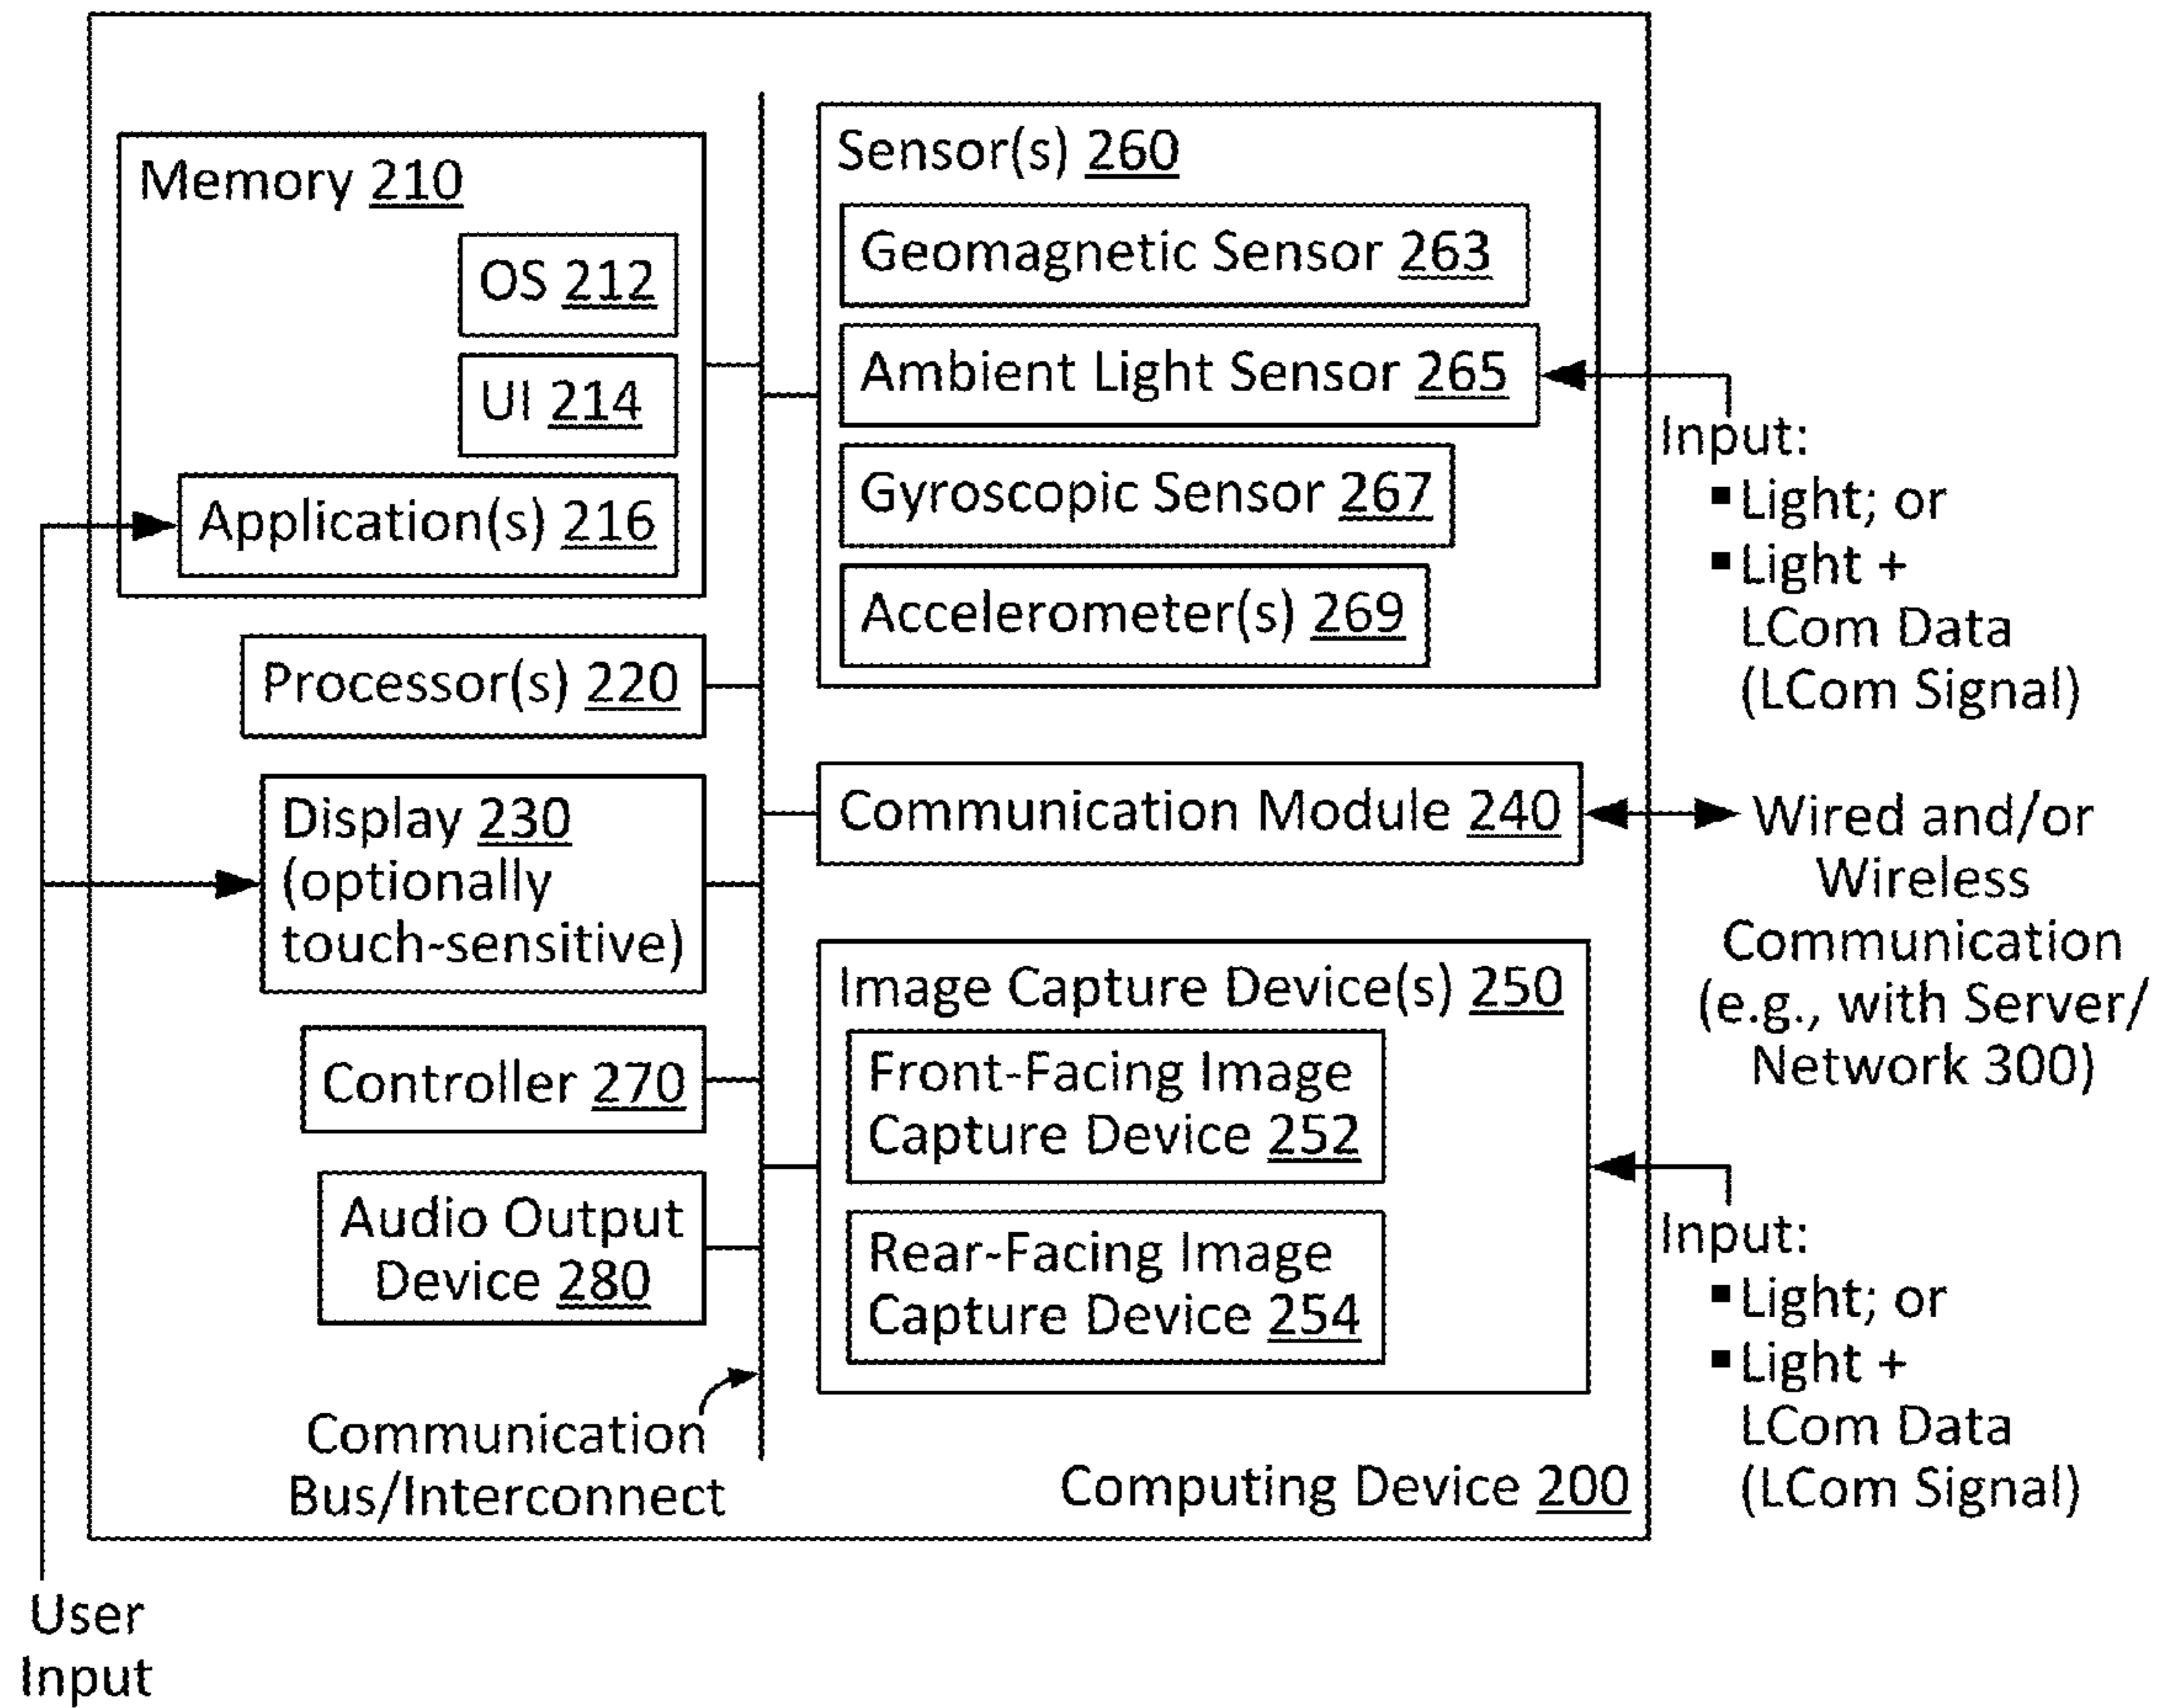 Memory 210
OS 212
UI 214
Application(s) 216
Processor(s) 220
Display 230
(optionally
touch-sensitive)
Controller 270
Audio Output
Device 280
Communication
Bus/Interconnect
Sensor(s) 260
Geomagnetic Sensor 263
Ambient Light Sensor 265
Gyroscopic Sensor 267
Accelerometer(s) 269
Communication Module 240
Image Capture Device(s) 250
Front-Facing Image
Capture Device 252
Rear-Facing Image
Capture Device 254
Computing Device 200
Input:
▪ Light; or
▪ Light +
LCom Data
(LCom Signal)
Wired and/or
Wireless
Communication
(e.g., with Server/
Network 300)
Input:
▪ Light; or
▪ Light +
LCom Data
(LCom Signal)
User
Input